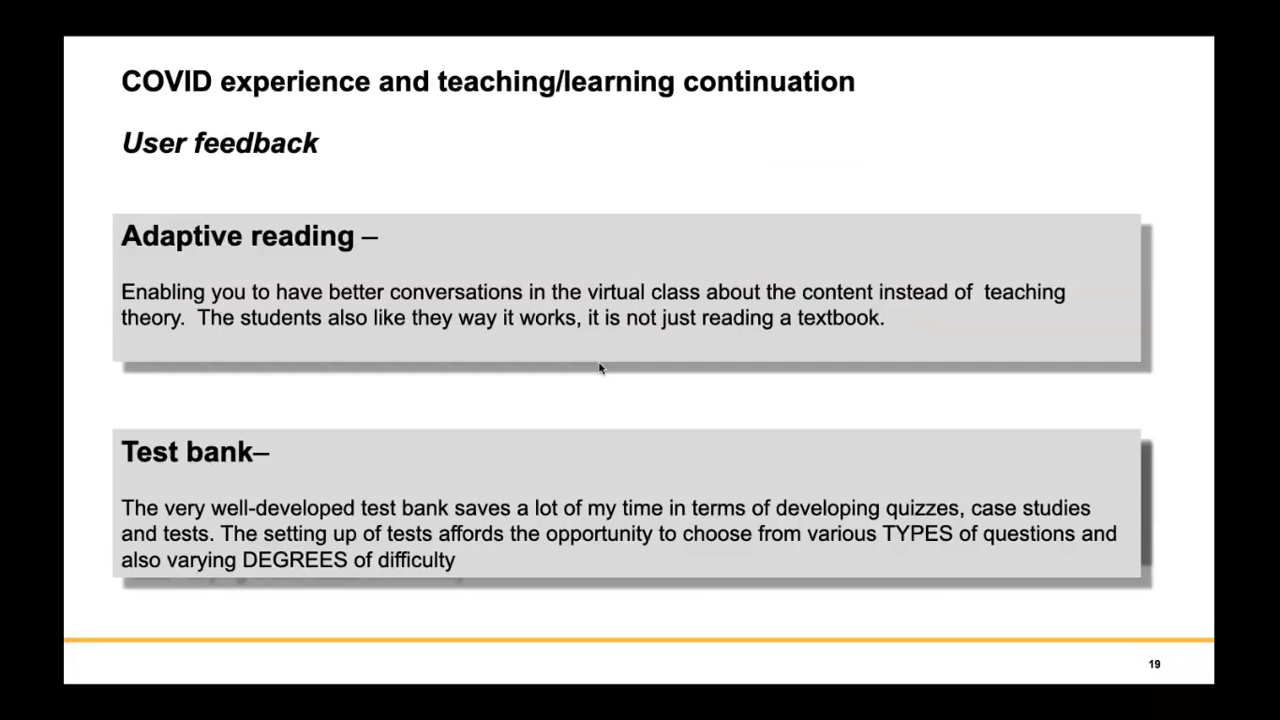 COVID experience and teaching/learning continuation
User feedback
Adaptive reading –
Enabling you to have better conversations in the virtual class about the content instead of  teaching
theory.  The students also like they way it works, it is not just reading a textbook.
Test bank–
The very well-developed test bank saves a lot of my time in terms of developing quizzes, case studies
and tests. The setting up of tests affords the opportunity to choose from various TYPES of questions and
also varying DEGREES of difficulty
19